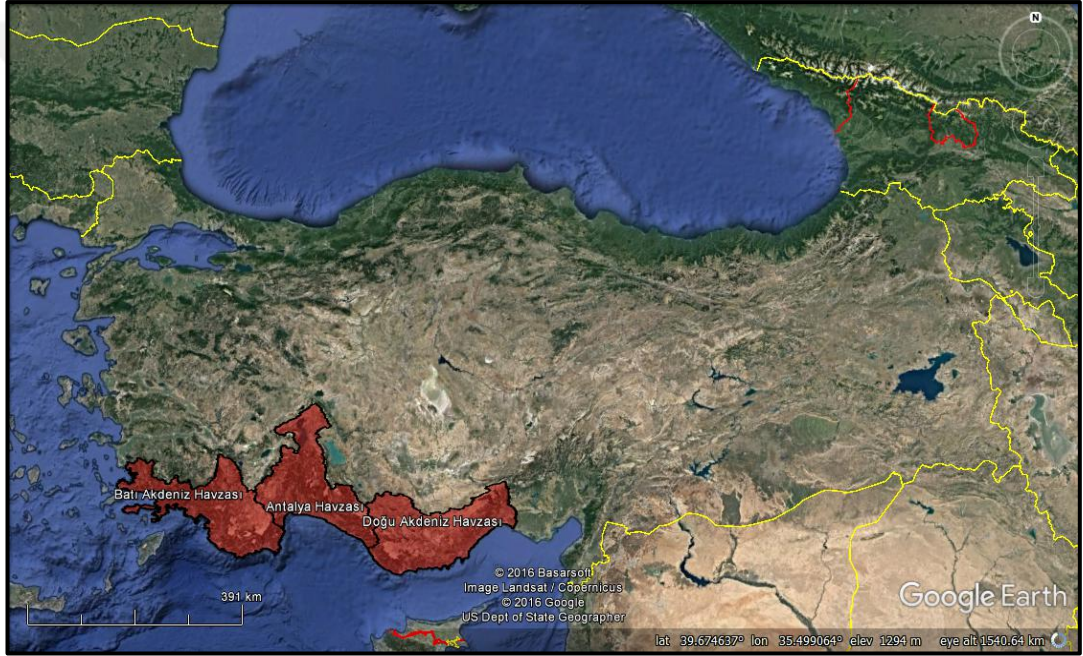 N
Batı Akdeniz Havzası
Antalya Havzası
Doğu Akdeniz Havzası
© 2016 Basarsoft
Image Landsat / Copernicus
© 2016 Google
US Dept of State Geographer
391 km
Google Earth
lat 39.674637° lon 35.499064° elev 1294 m eye alt 1540.64 km